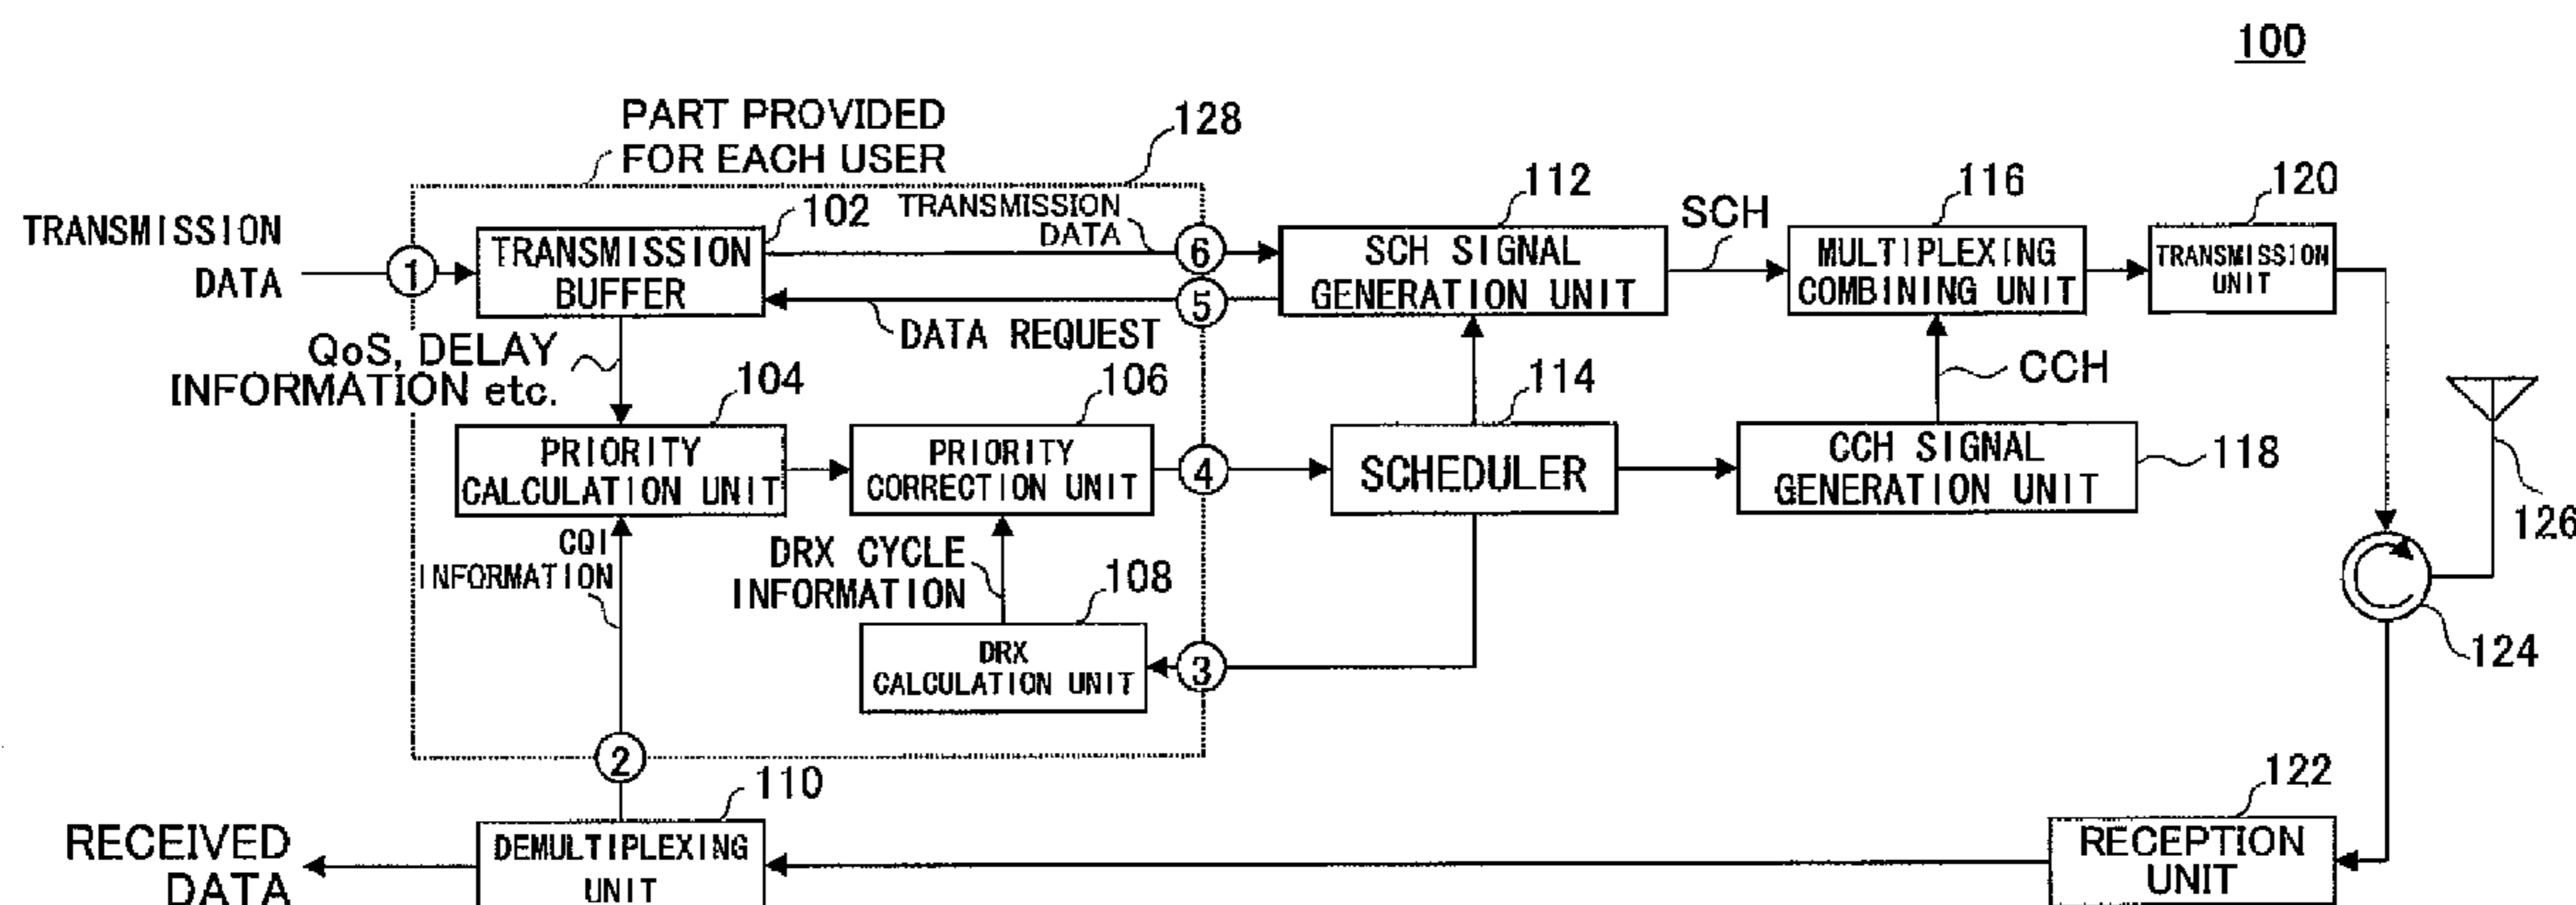 100
PART PROVIDED
FOR EACH USER
128
TRANSMISSION
DATA
1
TRANSMISSION
BUFFER
102
TRANSMISSION
DATA
6
5
DATA REQUEST
SCH SIGNAL
GENERATION UNIT
112
SCH
MULTIPLEXING
COMBINING UNIT
116
TRANSMISSION
UNIT
120
QoS, DELAY
INFORMATION etc.
PRIORITY
CALCULATION UNIT
104
PRIORITY
CORRECTION UNIT
106
4
SCHEDULER
114
CCH
CCH SIGNAL
GENERATION UNIT
118
126
124
CQI
INFORMATION
DRX CYCLE
INFORMATION
DRX
CALCULATION UNIT
108
3
2
RECEIVED
DATA
DEMULTIPLEXING
UNIT
110
RECEPTION
UNIT
122